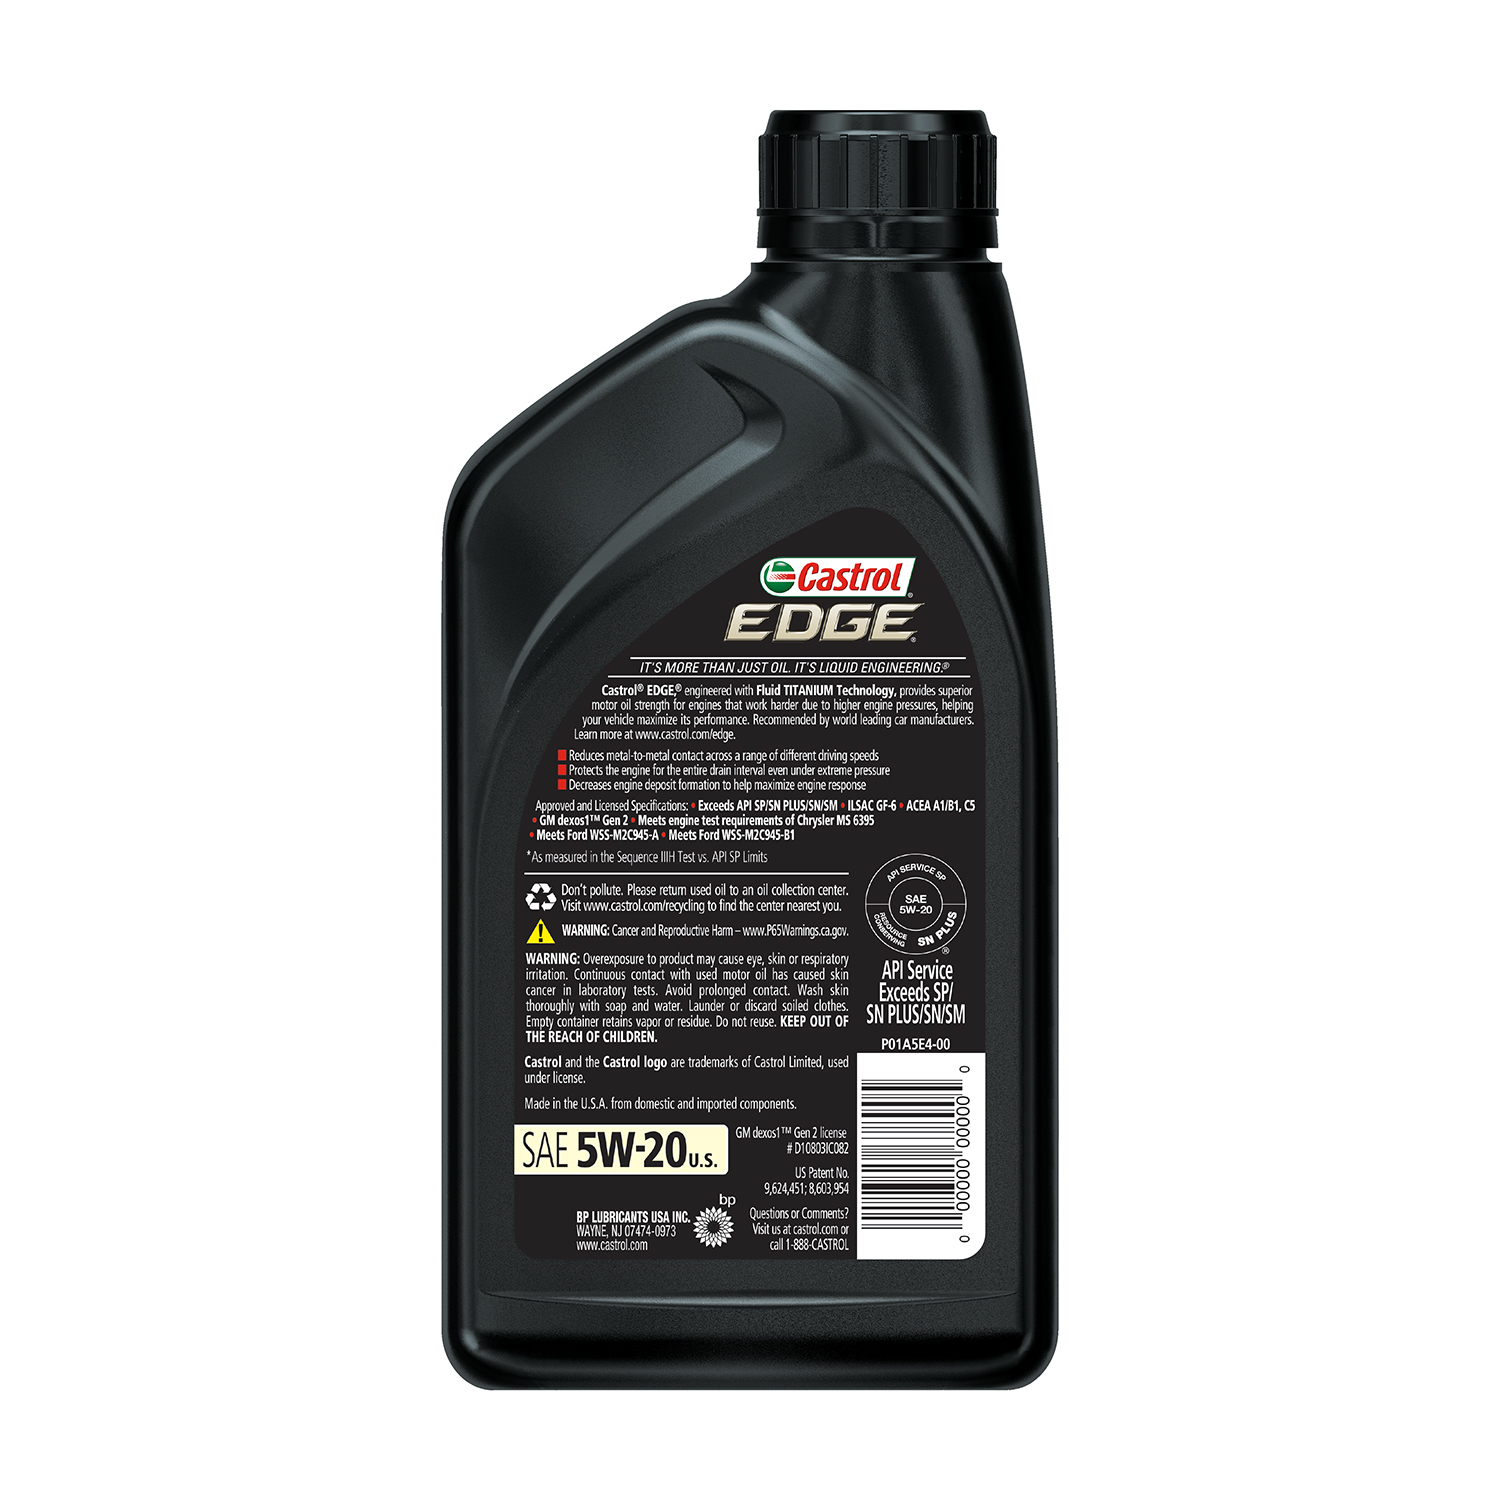 Castrol®
EDGE®
IT'S MORE THAN JUST OIL. IT'S LIQUID ENGINEERING.®
Castrol® EDGE,® engineered with Fluid TITANIUM Technology, provides superior
motor oil strength for engines that work harder due to higher engine pressures, helping
your vehicle maximize its performance. Recommended by world leading car manufacturers.
Learn more at www.castrol.com/edge.
Reduces metal-to-metal contact across a range of different driving speeds
Protects the engine for the entire drain interval even under extreme pressure
Decreases engine deposit formation to help maximize engine response
Approved and Licensed Specifications: • Exceeds API SP/SN PLUS/SN/SM • ILSAC GF-6 • ACEA A1/B1, C5
• GM dexos1™ Gen 2 • Meets engine test requirements of Chrysler MS 6395
• Meets Ford WSS-M2C945-A • Meets Ford WSS-M2C945-B1
*As measured in the Sequence IIIH Test vs. API SP Limits
Don't pollute. Please return used oil to an oil collection center.
Visit www.castrol.com/recycling to find the center nearest you.
WARNING: Cancer and Reproductive Harm – www.P65Warnings.ca.gov.
WARNING: Overexposure to product may cause eye, skin or respiratory
irritation. Continuous contact with used motor oil has caused skin
cancer in laboratory tests. Avoid prolonged contact. Wash skin
thoroughly with soap and water. Launder or discard soiled clothes.
Empty container retains vapor or residue. Do not reuse. KEEP OUT OF
THE REACH OF CHILDREN.
Castrol and the Castrol logo are trademarks of Castrol Limited, used
under license.
Made in the U.S.A. from domestic and imported components.
API SERVICE SP
SAE
5W-20
RESOURCE
CONSERVING
SN PLUS
®
API Service
Exceeds SP/
SN PLUS/SN/SM
P01A5E4-00
0 00000 00000 0
SAE 5W-20 U.S.
GM dexos1™ Gen 2 license
# D10803IC082
US Patent No.
9,624,451; 8,603,954
bp
BP LUBRICANTS USA INC.
WAYNE, NJ 07474-0973
www.castrol.com
Questions or Comments?
Visit us at castrol.com or
call 1-888-CASTROL